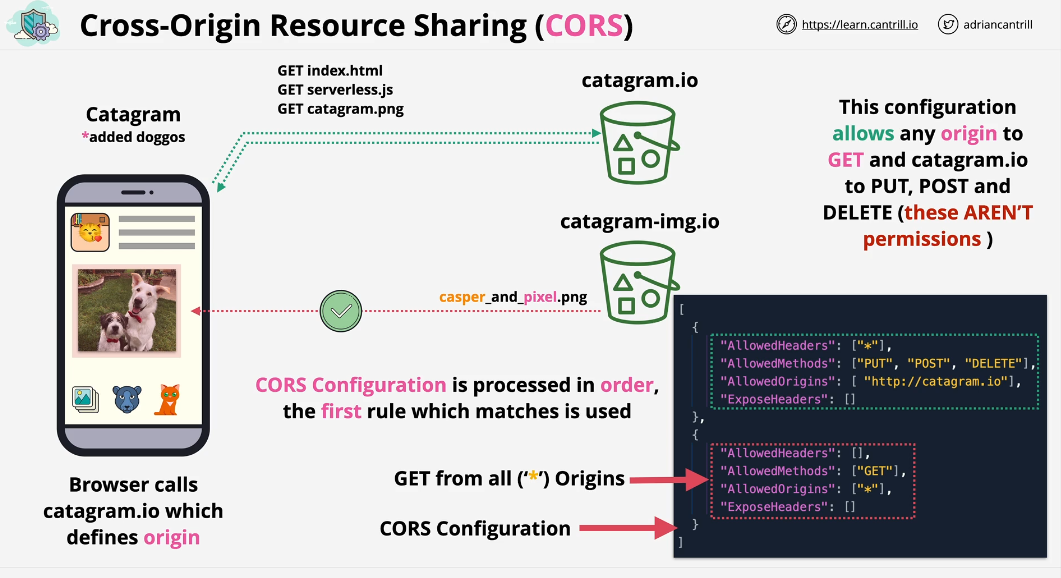 Cross-Origin Resource Sharing (CORS)
https://learn.cantrill.io
adriancantrill
GET index.html
GET serverless.js
GET catagram.png
catagram.io
Catagram
*added doggos
This configuration
allows any origin to
GET and catagram.io
to PUT, POST and
DELETE (these AREN'T
permissions )
catagram-img.io
casper_and_pixel.png
CORS Configuration is processed in order,
the first rule which matches is used
GET from all ('*') Origins
CORS Configuration
Browser calls
catagram.io which
defines origin
[
{
"AllowedHeaders": ["*"],
"AllowedMethods": ["PUT", "POST", "DELETE"],
"AllowedOrigins": [ "http://catagram.io"],
"ExposeHeaders": []
},
{
"AllowedHeaders": [],
"AllowedMethods": ["GET"],
"AllowedOrigins": ["*"],
"ExposeHeaders": []
}
]